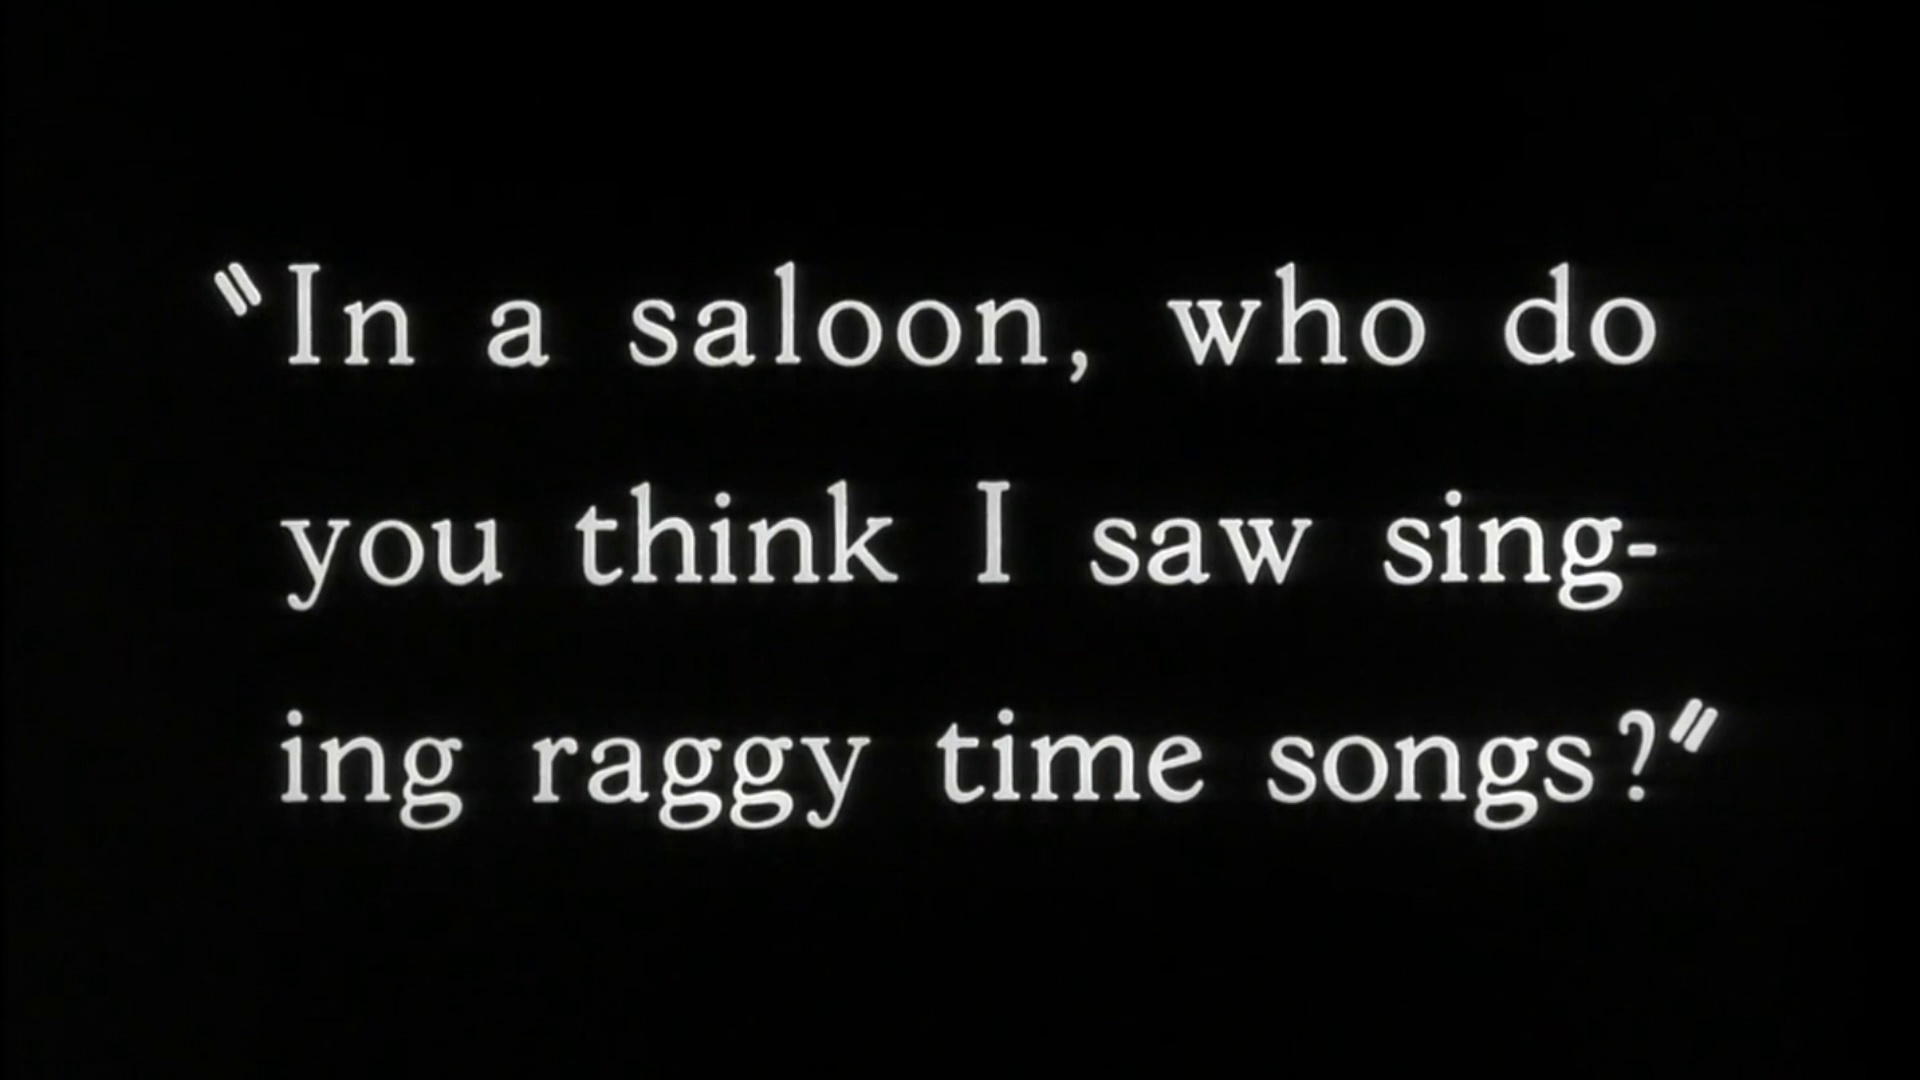 "In a saloon, who do
you think I saw sing-
ing raggy time songs?"